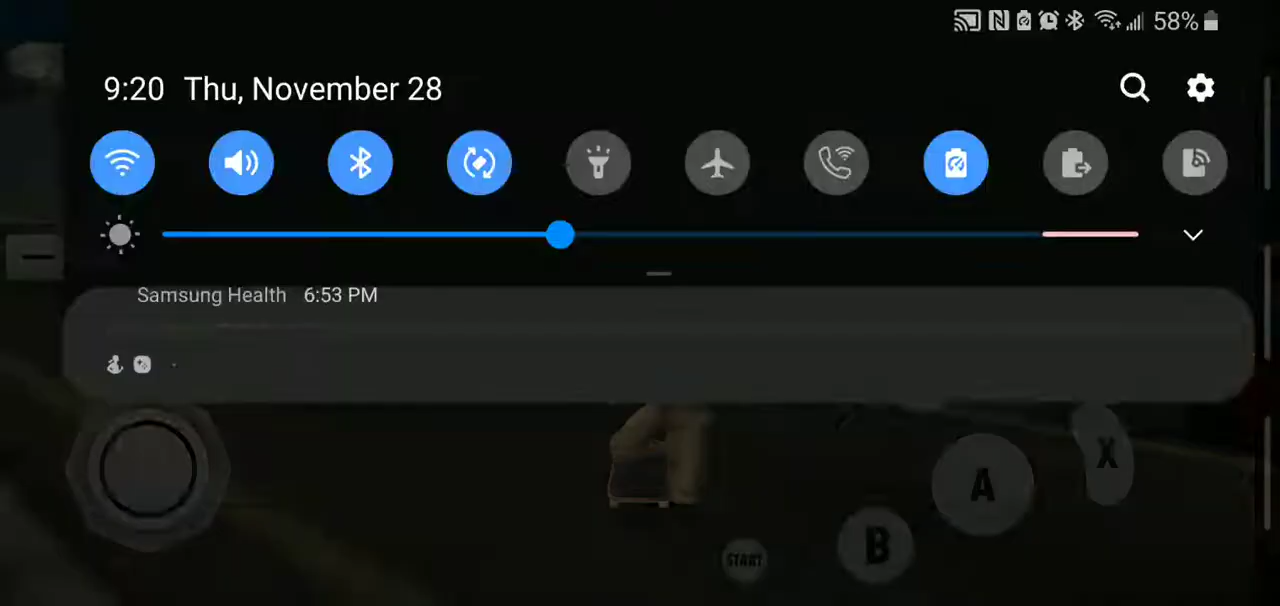 58%
9:20 Thu, November 28
Samsung Health 6:53 PM
X
A
B
START